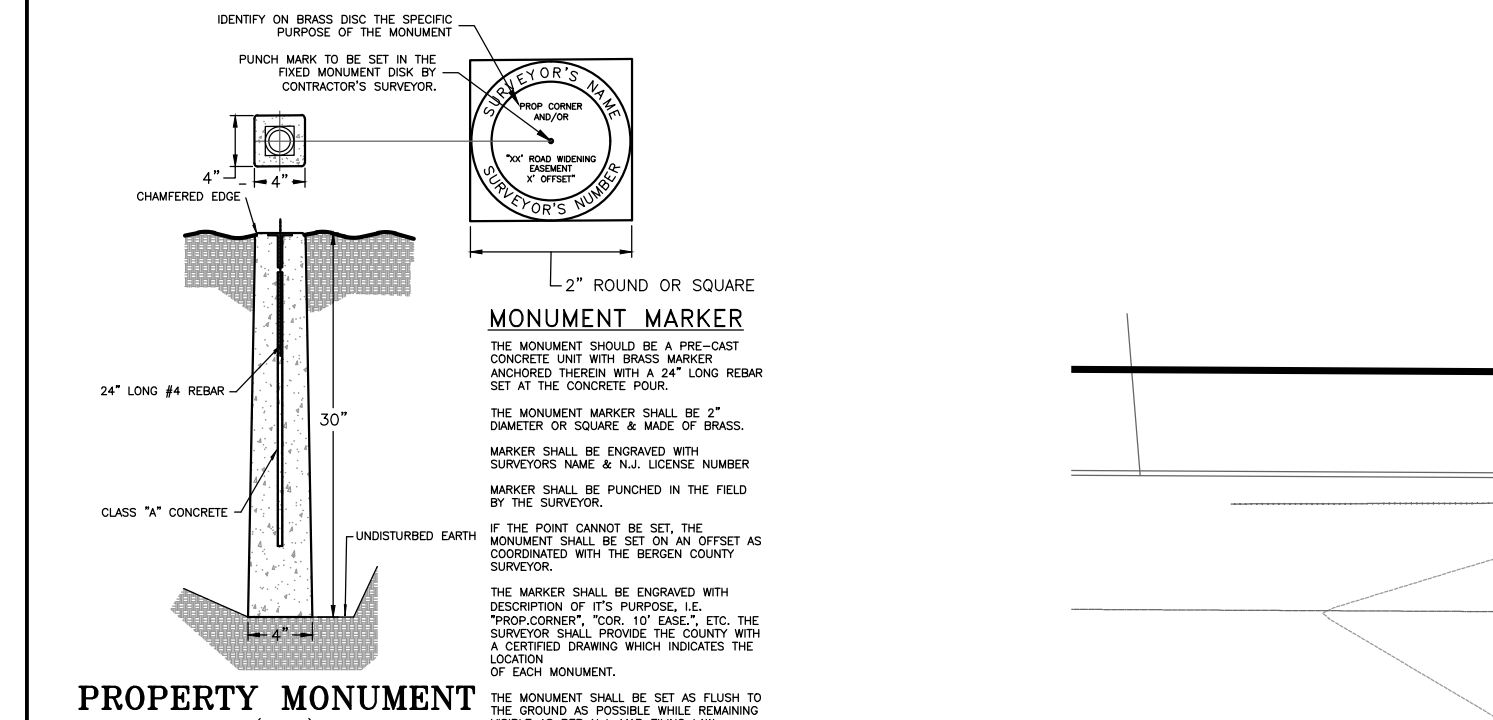 IDENTIFY ON BRASS DISC THE SPECIFIC
PURPOSE OF THE MONUMENT
PUNCH MARK TO BE SET IN THE
FIXED MONUMENT DISK BY
CONTRACTOR'S SURVEYOR.
SURVEYOR'S NAME
PROP CORNER
AND/OR
"XX' ROAD WIDENING
EASEMENT
X' OFFSET"
SURVEYOR'S NUMBER
4"
4"
CHAMFERED EDGE
2" ROUND OR SQUARE
24" LONG #4 REBAR
30"
CLASS "A" CONCRETE
UNDISTURBED EARTH
4"
PROPERTY MONUMENT
MONUMENT MARKER
THE MONUMENT SHOULD BE A PRE-CAST
CONCRETE UNIT WITH BRASS MARKER
ANCHORED THEREIN WITH A 24" LONG REBAR
SET AT THE CONCRETE POUR.
THE MONUMENT MARKER SHALL BE 2"
DIAMETER OR SQUARE & MADE OF BRASS.
MARKER SHALL BE ENGRAVED WITH
SURVEYORS NAME & N.J. LICENSE NUMBER
MARKER SHALL BE PUNCHED IN THE FIELD
BY THE SURVEYOR.
IF THE POINT CANNOT BE SET, THE
MONUMENT SHALL BE SET ON AN OFFSET AS
COORDINATED WITH THE BERGEN COUNTY
SURVEYOR.
THE MARKER SHALL BE ENGRAVED WITH
DESCRIPTION OF IT'S PURPOSE, I.E.
"PROP.CORNER", "COR. 10' EASE.", ETC. THE
SURVEYOR SHALL PROVIDE THE COUNTY WITH
A CERTIFIED DRAWING WHICH INDICATES THE
LOCATION
OF EACH MONUMENT.
THE MONUMENT SHALL BE SET AS FLUSH TO
THE GROUND AS POSSIBLE WHILE REMAINING